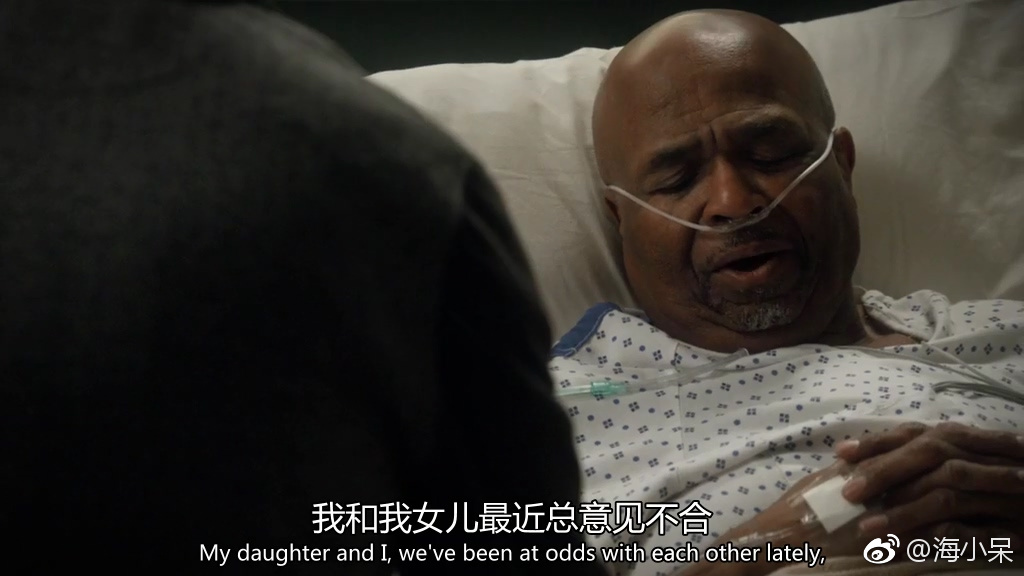 我和我女儿最近总意见不合
My daughter and I, we've been at odds with each other lately,
@海小呆